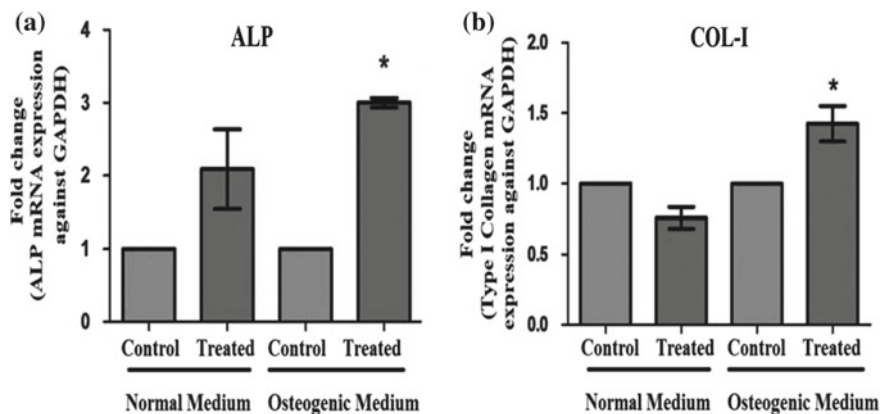 (a)
ALP
Fold change
(ALP mRNA expression
against GAPDH)
4
3
2
1
0
*
Control Treated Control Treated
Normal Medium Osteogenic Medium
(b)
COL-I
Fold change
(Type I Collagen mRNA
expression against GAPDH)
2.0
1.5
1.0
0.5
0.0
*
Control Treated Control Treated
Normal Medium Osteogenic Medium